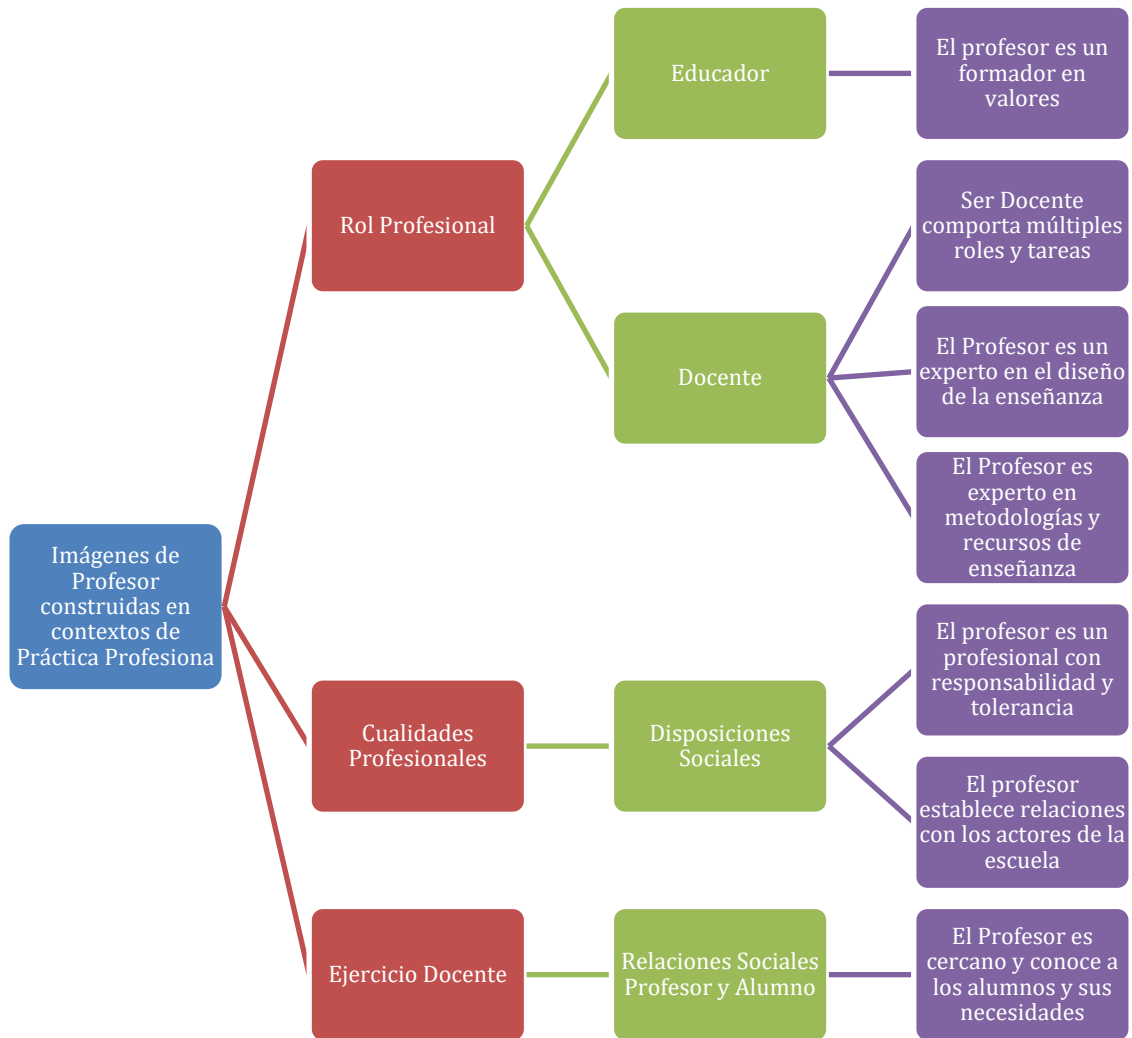 Imágenes de
Profesor
construidas en
contextos de
Práctica Profesiona
Rol Profesional
Educador
El profesor es un
formador en
valores
Docente
Ser Docente
comporta múltiples
roles y tareas
El Profesor es un
experto en el diseño
de la enseñanza
El Profesor es
experto en
metodologías y
recursos de
enseñanza
Cualidades
Profesionales
Disposiciones
Sociales
El profesor es un
profesional con
responsabilidad y
tolerancia
El profesor
establece relaciones
con los actores de la
escuela
Ejercicio Docente
Relaciones Sociales
Profesor y Alumno
El Profesor es
cercano y conoce a
los alumnos y sus
necesidades